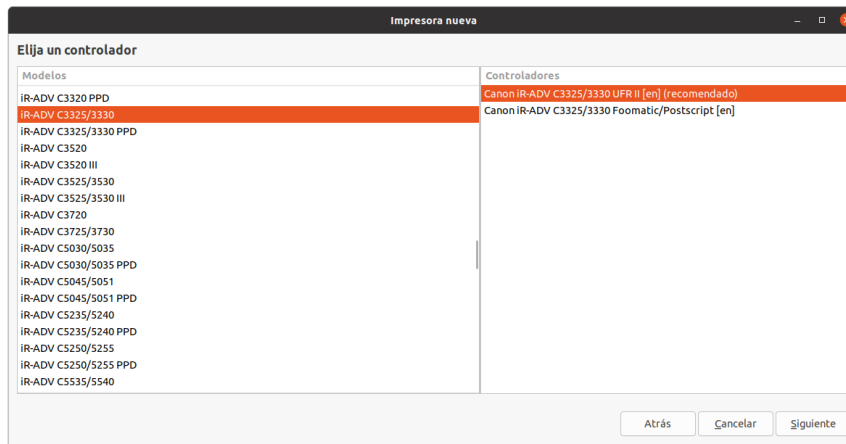 Impresora nueva
Elija un controlador
Modelos
iR-ADV C3320 PPD
iR-ADV C3325/3330
iR-ADV C3325/3330 PPD
iR-ADV C3520
iR-ADV C3520 III
iR-ADV C3525/3530
iR-ADV C3525/3530 III
iR-ADV C3720
iR-ADV C3725/3730
iR-ADV C5030/5035
iR-ADV C5030/5035 PPD
iR-ADV C5045/5051
iR-ADV C5045/5051 PPD
iR-ADV C5235/5240
iR-ADV C5235/5240 PPD
iR-ADV C5250/5255
iR-ADV C5250/5255 PPD
iR-ADV C5535/5540
Controladores
Canon iR-ADV C3325/3330 UFR II [en] (recomendado)
Canon iR-ADV C3325/3330 Foomatic/Postscript [en]
Atrás
Cancelar
Siguiente